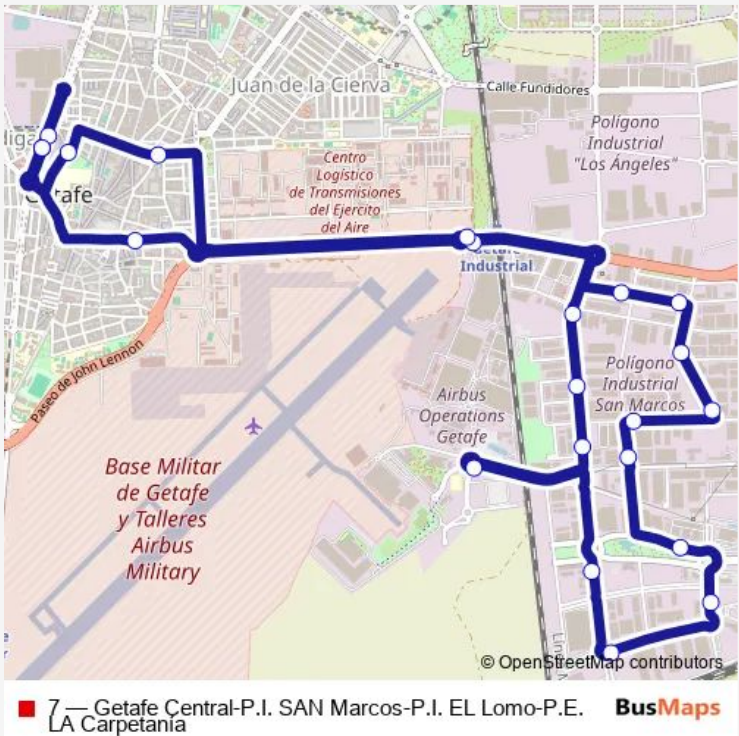 Juan de la Cierva
Calle Fundidores
Polígono
Industrial
"Los Ángeles"
Centro
Logístico
de Transmisiones
del Ejercito
del Aire
Getafe
Getafe
Industrial
Paseo de John Lennon
Polígono
Industrial
San Marcos
Airbus
Operations
Getafe
Base Militar
de Getafe
y Talleres
Airbus
Military
© OpenStreetMap contributors
7 — Getafe Central-P.I. SAN Marcos-P.I. EL Lomo-P.E.
LA Carpetania
BusMaps